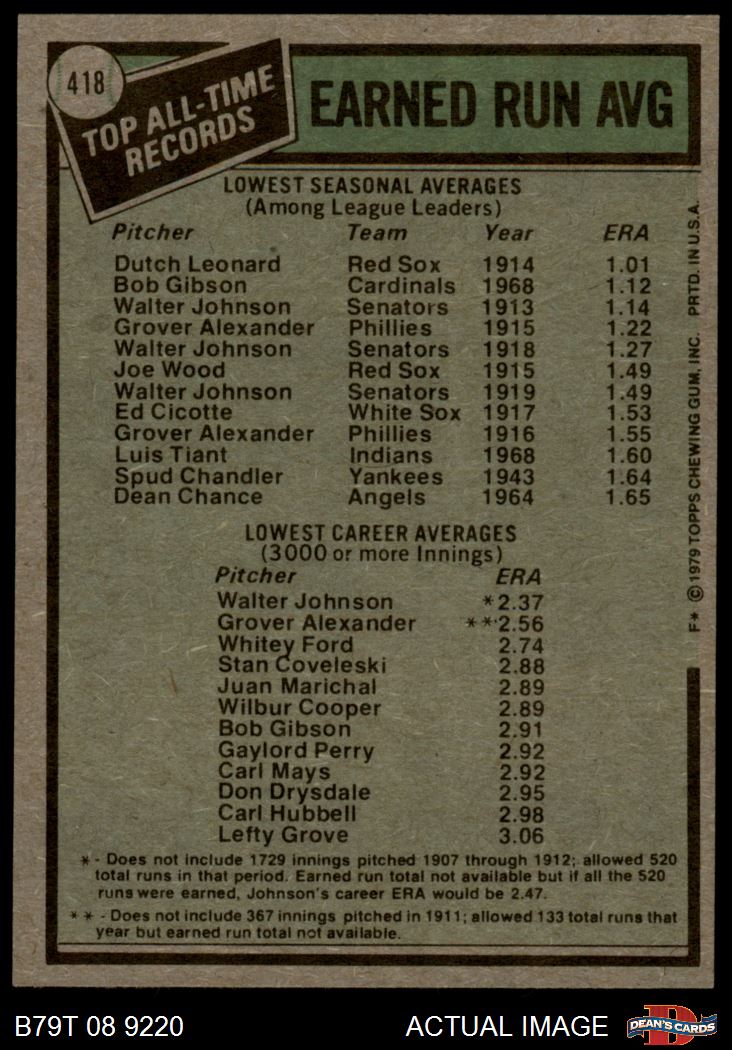 418
TOP ALL-TIME
RECORDS
EARNED RUN AVG
LOWEST SEASONAL AVERAGES
(Among League Leaders)
Pitcher Team Year ERA
Dutch Leonard Red Sox 1914 1.01
Bob Gibson Cardinals 1968 1.12
Walter Johnson Senators 1913 1.14
Grover Alexander Phillies 1915 1.22
Walter Johnson Senators 1918 1.27
Joe Wood Red Sox 1915 1.49
Walter Johnson Senators 1919 1.49
Ed Cicotte White Sox 1917 1.53
Grover Alexander Phillies 1916 1.55
Luis Tiant Indians 1968 1.60
Spud Chandler Yankees 1943 1.64
Dean Chance Angels 1964 1.65
LOWEST CAREER AVERAGES
(3000 or more Innings)
Pitcher ERA
Walter Johnson *2.37
Grover Alexander **2.56
Whitey Ford 2.74
Stan Coveleski 2.88
Juan Marichal 2.89
Wilbur Cooper 2.89
Bob Gibson 2.91
Gaylord Perry 2.92
Carl Mays 2.92
Don Drysdale 2.95
Carl Hubbell 2.98
Lefty Grove 3.06
* - Does not include 1729 innings pitched 1907 through 1912; allowed 520
total runs in that period. Earned run total not available but if all the 520
runs were earned, Johnson's career ERA would be 2.47.
** - Does not include 367 innings pitched in 1911; allowed 133 total runs that
year but earned run total not available.
F* © 1979 TOPPS CHEWING GUM, INC. PRTD. IN U.S.A.
B79T 08 9220
ACTUAL IMAGE
D
DEAN'S CARDS